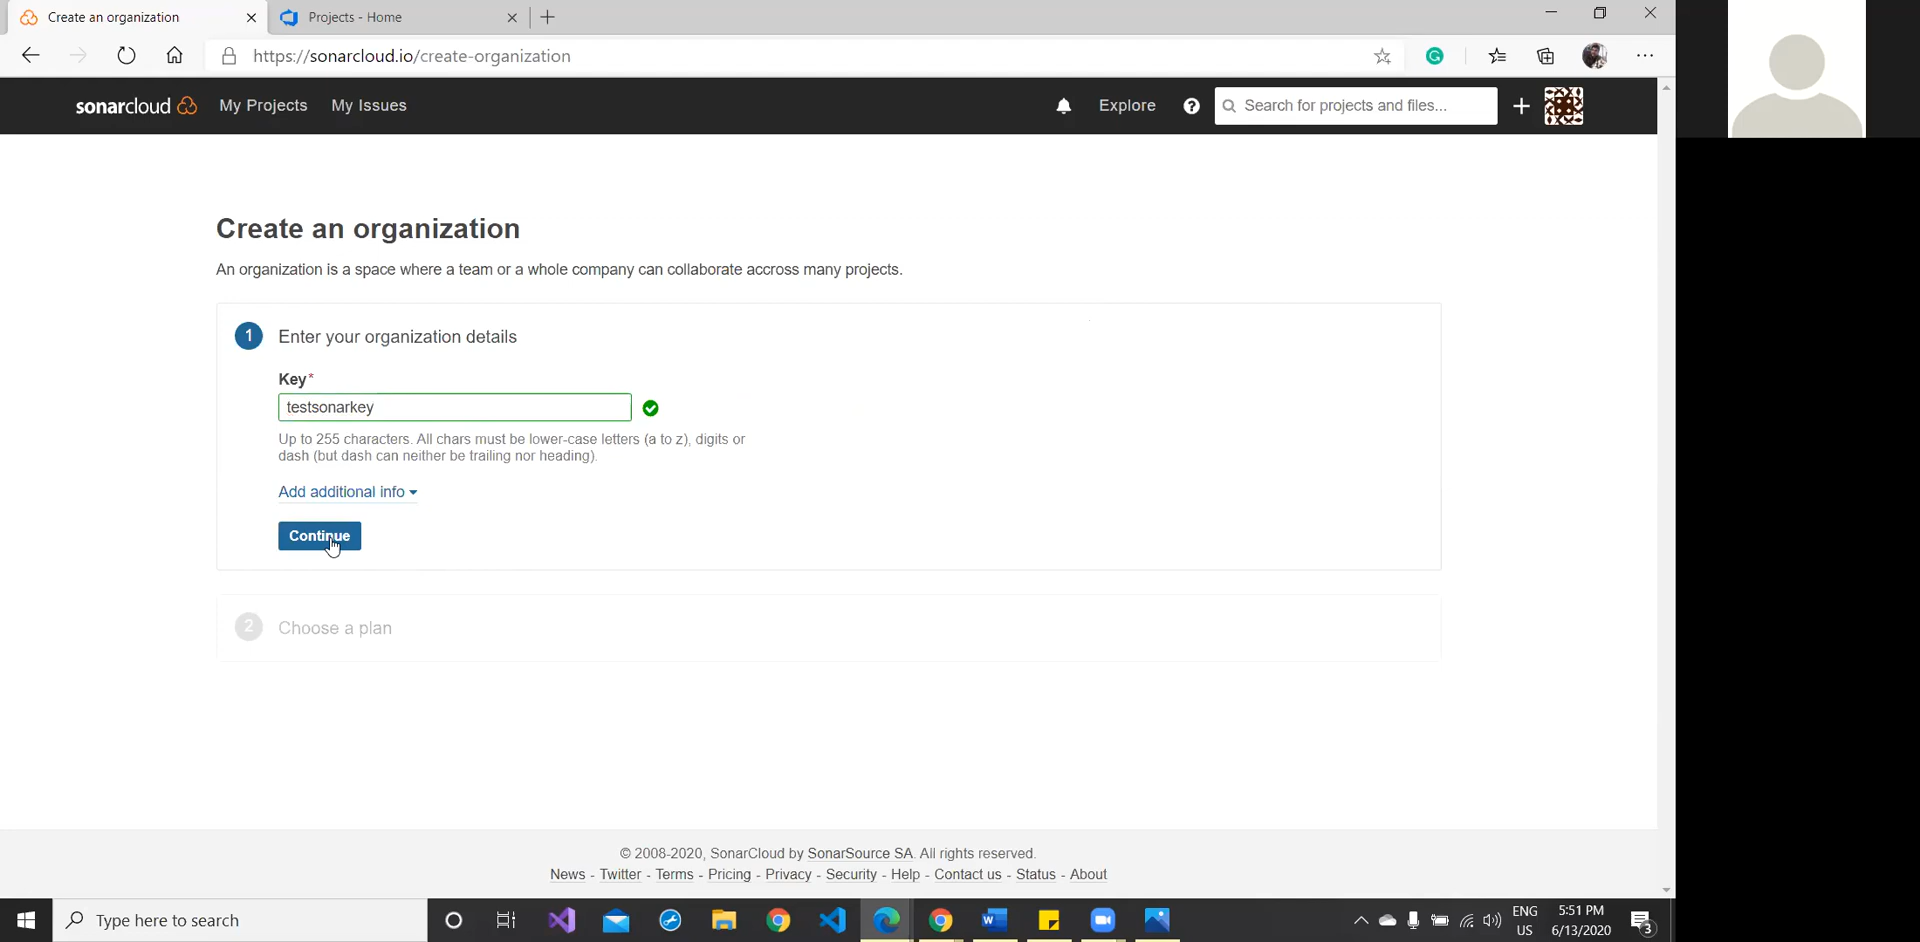 Create an organization
Projects - Home
https://sonarcloud.io/create-organization
sonarcloud My Projects My Issues Explore Search for projects and files...
Create an organization
An organization is a space where a team or a whole company can collaborate accross many projects.
1 Enter your organization details
Key*
testsonarkey
Up to 255 characters. All chars must be lower-case letters (a to z), digits or
dash (but dash can neither be trailing nor heading).
Add additional info
Continue
2 Choose a plan
© 2008-2020, SonarCloud by SonarSource SA. All rights reserved.
News - Twitter - Terms - Pricing - Privacy - Security - Help - Contact us - Status - About
Type here to search
ENG
US
5:51 PM
6/13/2020
3